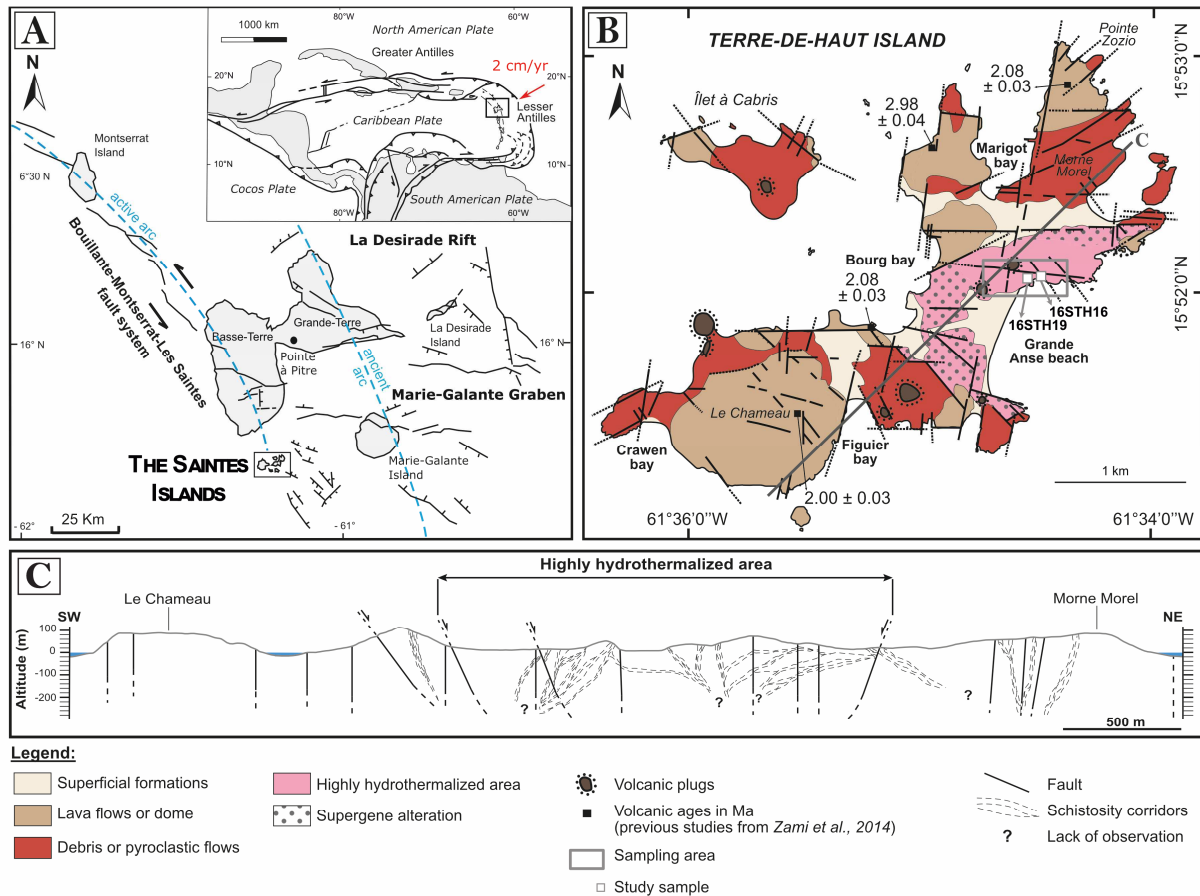 A
N
1000 km
80°W
60°W
North American Plate
Greater Antilles
2 cm/yr
20°N
20°N
Lesser
Antilles
Caribbean Plate
10°N
10°N
Cocos Plate
South American Plate
80°W
60°W
Montserrat
Island
6°30 N
active arc
Bouillante-Montserrat-Les Saintes
fault system
La Desirade Rift
Basse-Terre
Grande-Terre
La Desirade
Island
16° N
16° N
Pointe
à Pitre
ancient
arc
Marie-Galante Graben
Marie-Galante
Island
THE SAINTES
ISLANDS
- 62°
25 Km
- 61°
B
TERRE-DE-HAUT ISLAND
N
Pointe
Zozio
15°53'0''N
2.08
± 0.03
Îlet à Cabris
2.98
± 0.04
C
Marigot
bay
Morne
Morel
Bourg bay
2.08
± 0.03
15°52'0''N
16STH16
16STH19
Grande
Anse beach
Le Chameau
Crawen
bay
Figuier
bay
2.00 ± 0.03
1 km
61°36'0''W
61°34'0''W
C
Highly hydrothermalized area
Le Chameau
Morne Morel
SW
NE
Altitude (m)
100
0
-100
-200
?
?
?
?
500 m
Legend:
Superficial formations
Lava flows or dome
Debris or pyroclastic flows
Highly hydrothermalized area
Supergene alteration
Volcanic plugs
Volcanic ages in Ma
(previous studies from Zami et al., 2014)
Sampling area
Study sample
Fault
Schistosity corridors
? Lack of observation